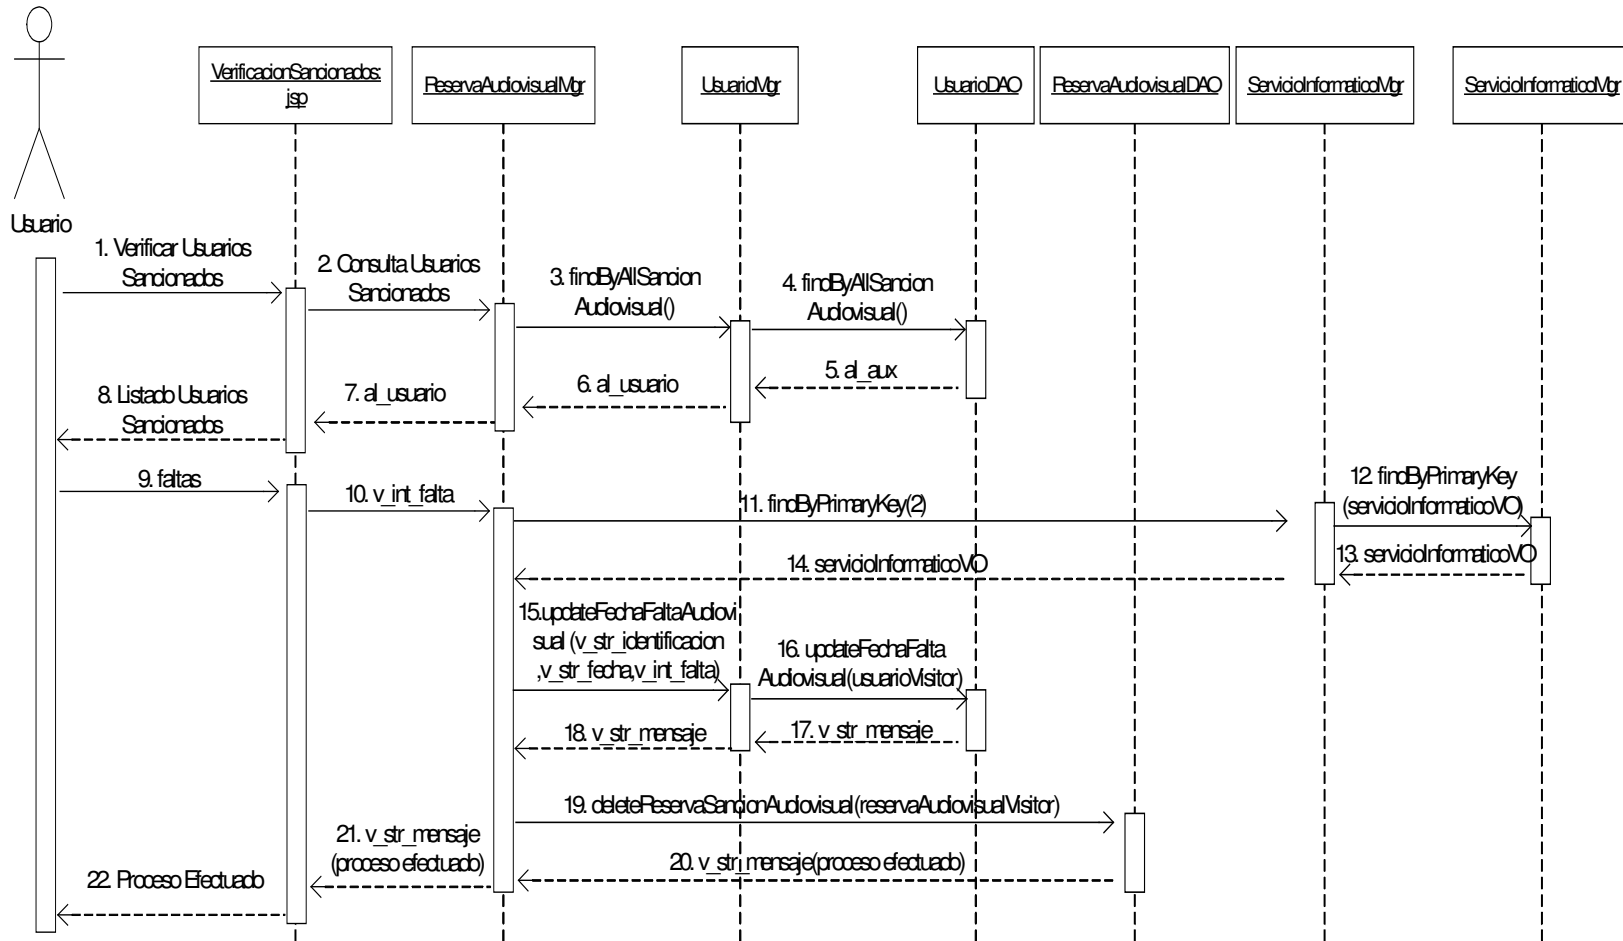 VerificacionSancionados:
jsp
ReservaAudiovisualMgr
UsuarioMgr
UsuarioDAO
ReservaAudiovisualDAO
ServicioInformaticoMgr
ServicioInformaticoMgr
Usuario
1. Verificar Usuarios
Sancionados
2. Consulta Usuarios
Sancionados
3. findByAllSancion
Audiovisual()
4. findByAllSancion
Audiovisual()
5. al_aux
6. al_usuario
7. al_usuario
8. Listado Usuarios
Sancionados
9. faltas
10. v_int_falta
11. findByPrimaryKey(2)
12. findByPrimaryKey
(servicioInformaticoVO)
13. servicioInformaticoVO
14. servicioInformaticoVO
15.updateFechaFaltaAudiovi
sual (v_str_identificacion
,v_str_fecha,v_int_falta)
16. updateFechaFalta
Audiovisual(usuarioVisitor)
17. v_str_mensaje
18. v_str_mensaje
19. deleteReservaSancionAudiovisual(reservaAudiovisualVisitor)
20. v_str_mensaje(proceso efectuado)
21. v_str_mensaje
(proceso efectuado)
22. Proceso Efectuado